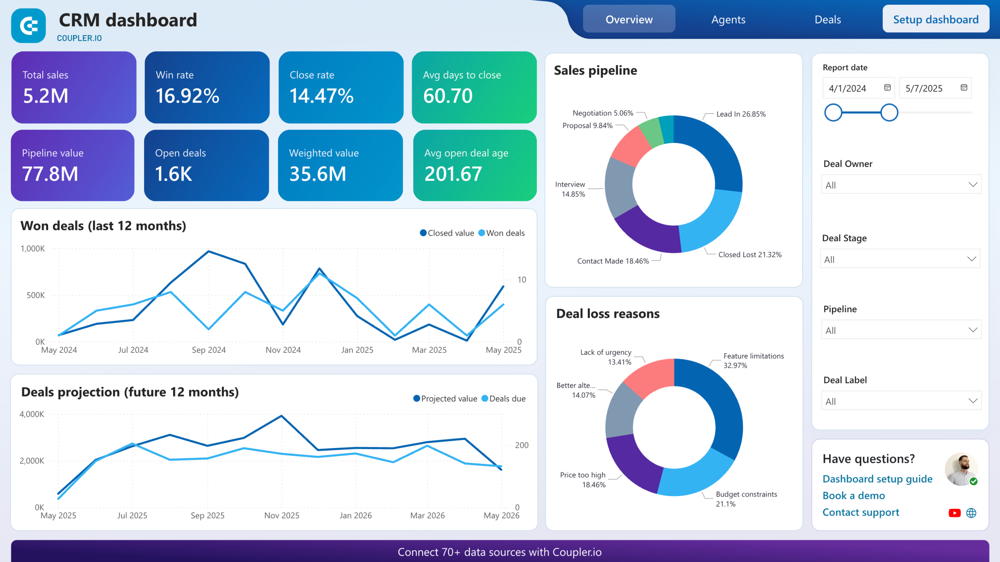 CRM dashboard
COUPLER.IO
Overview
Agents
Deals
Setup dashboard
Total sales
5.2M
Win rate
16.92%
Close rate
14.47%
Avg days to close
60.70
Pipeline value
77.8M
Open deals
1.6K
Weighted value
35.6M
Avg open deal age
201.67
Won deals (last 12 months)
Closed value
Won deals
1,000K
500K
0K
10
0
May 2024
Jul 2024
Sep 2024
Nov 2024
Jan 2025
Mar 2025
May 2025
Deals projection (future 12 months)
Projected value
Deals due
4,000K
2,000K
0K
200
0
May 2025
Jul 2025
Sep 2025
Nov 2025
Jan 2026
Mar 2026
May 2026
Sales pipeline
Negotiation 5.06%
Lead In 26.85%
Proposal 9.84%
Interview
14.85%
Closed Lost 21.32%
Contact Made 18.46%
Deal loss reasons
Lack of urgency
13.41%
Feature limitations
32.97%
Better alte...
14.07%
Price too high
18.46%
Budget constraints
21.1%
Report date
4/1/2024
5/7/2025
Deal Owner
All
Deal Stage
All
Pipeline
All
Deal Label
All
Have questions?
Dashboard setup guide
Book a demo
Contact support
Connect 70+ data sources with Coupler.io